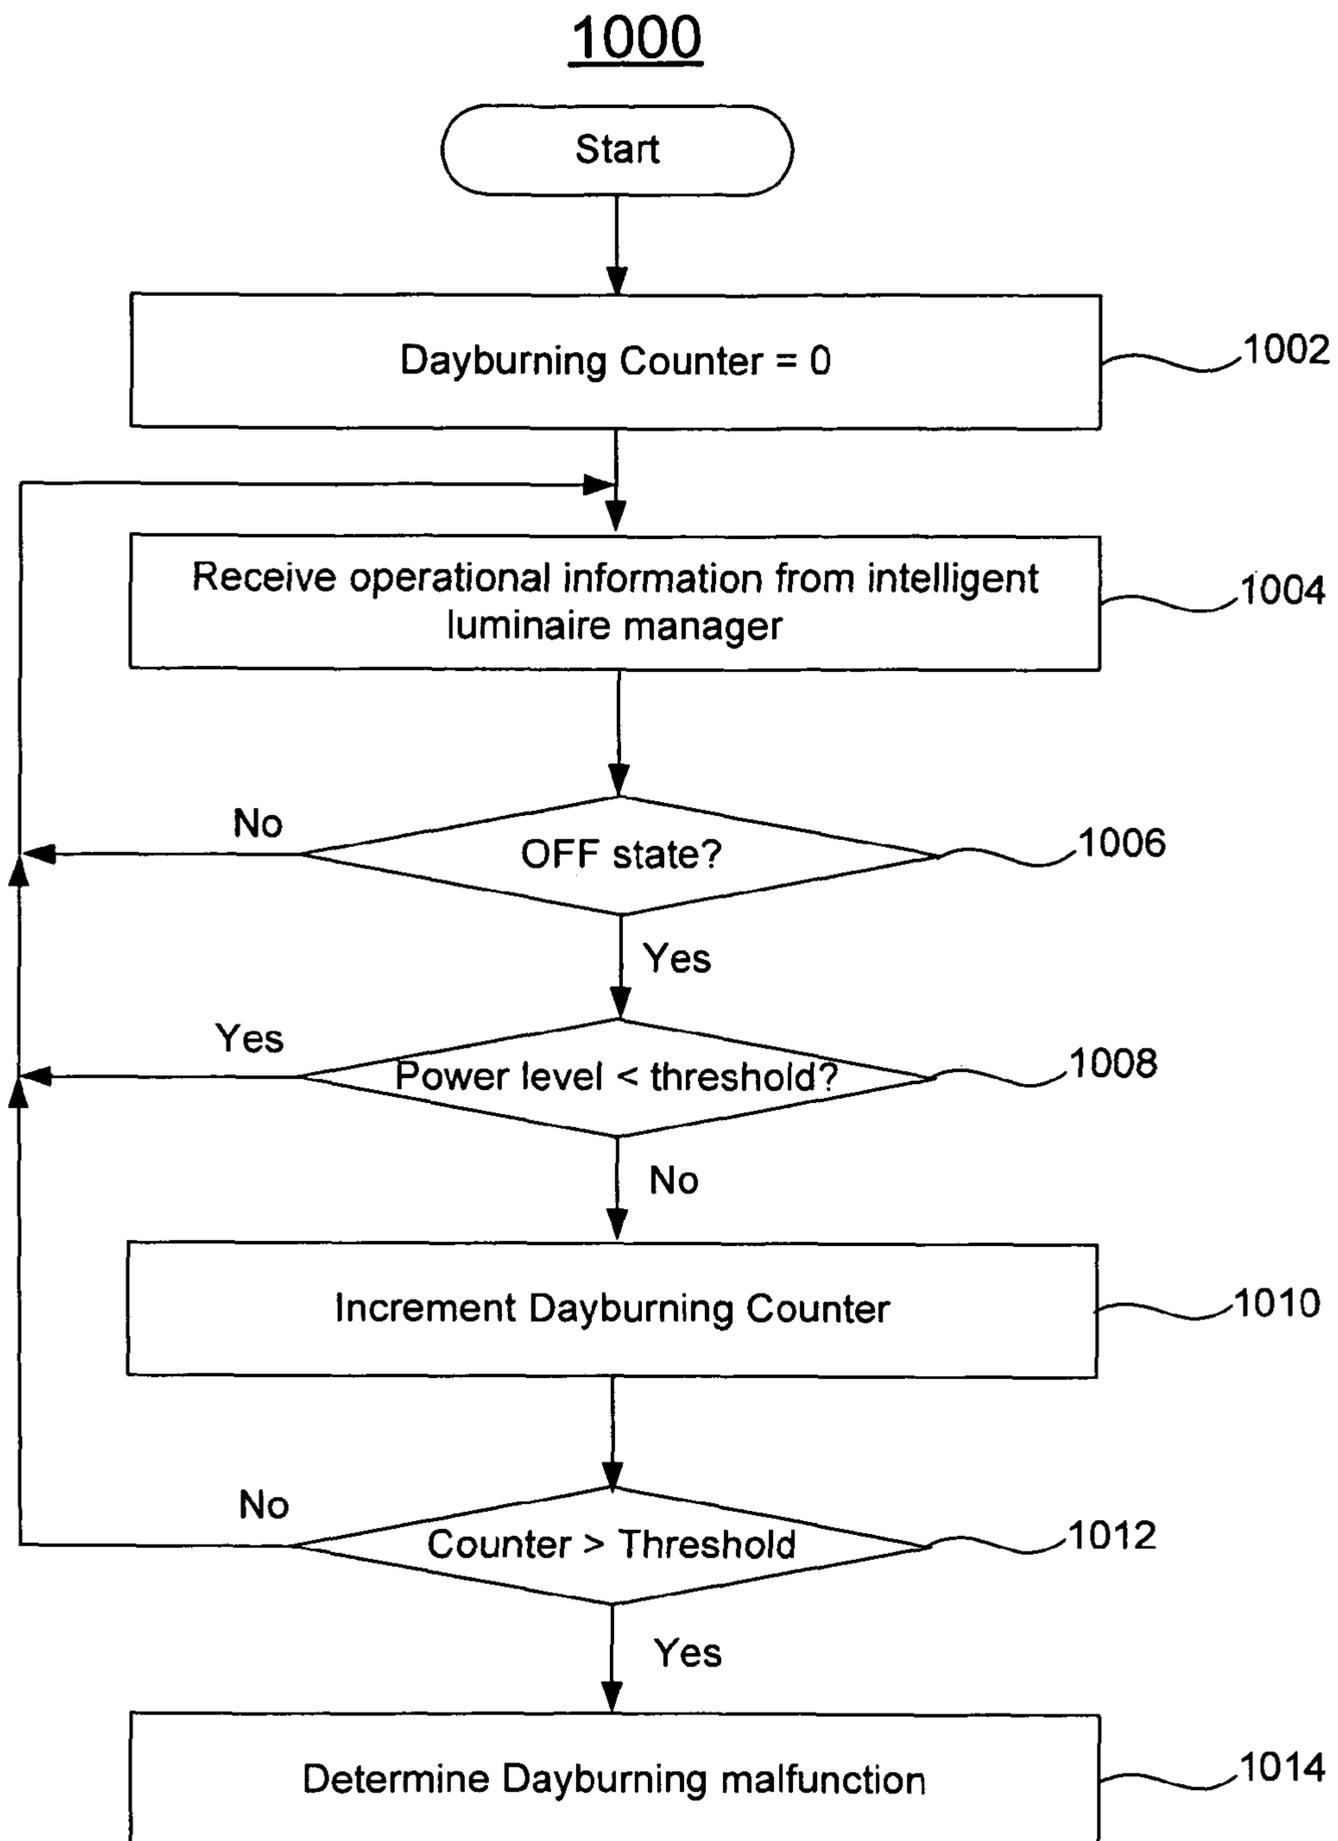 1000
Start
Dayburning Counter = 0
1002
Receive operational information from intelligent
luminaire manager
1004
No
OFF state?
1006
Yes
Yes
Power level < threshold?
1008
No
Increment Dayburning Counter
1010
No
Counter > Threshold
1012
Yes
Determine Dayburning malfunction
1014